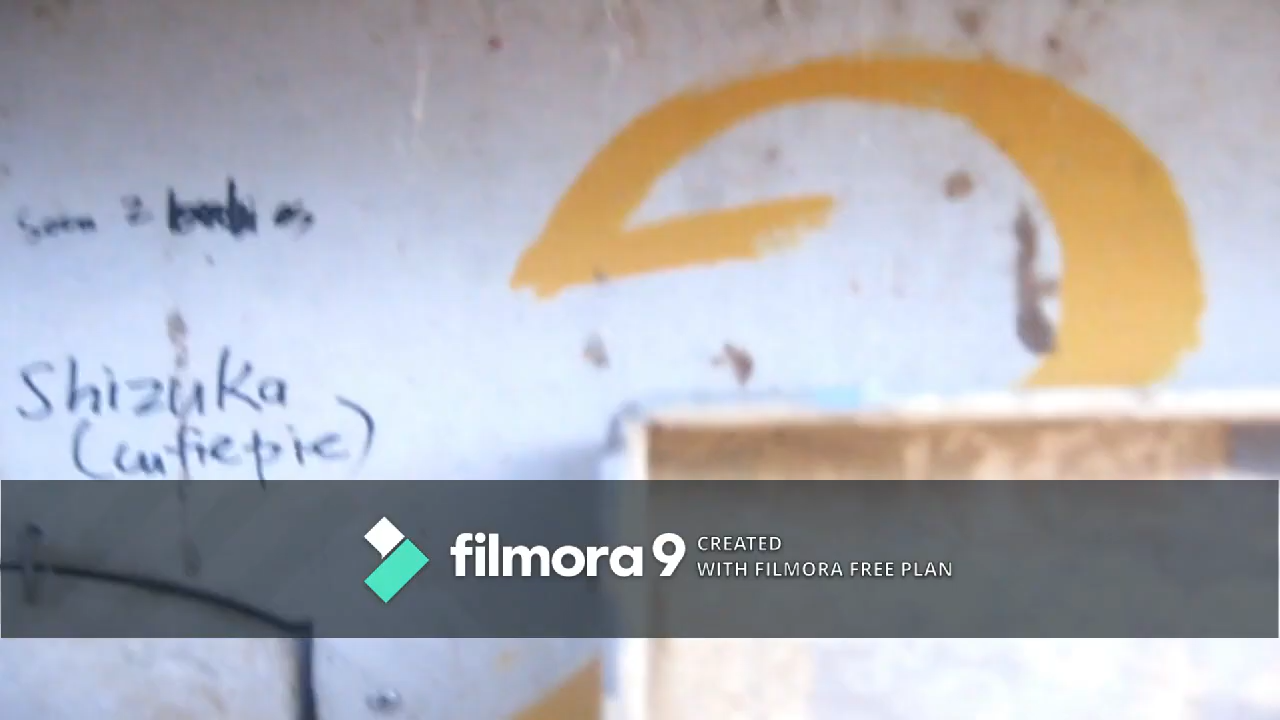 Shizuka
(cutiepie)
filmora9
CREATED
WITH FILMORA FREE PLAN